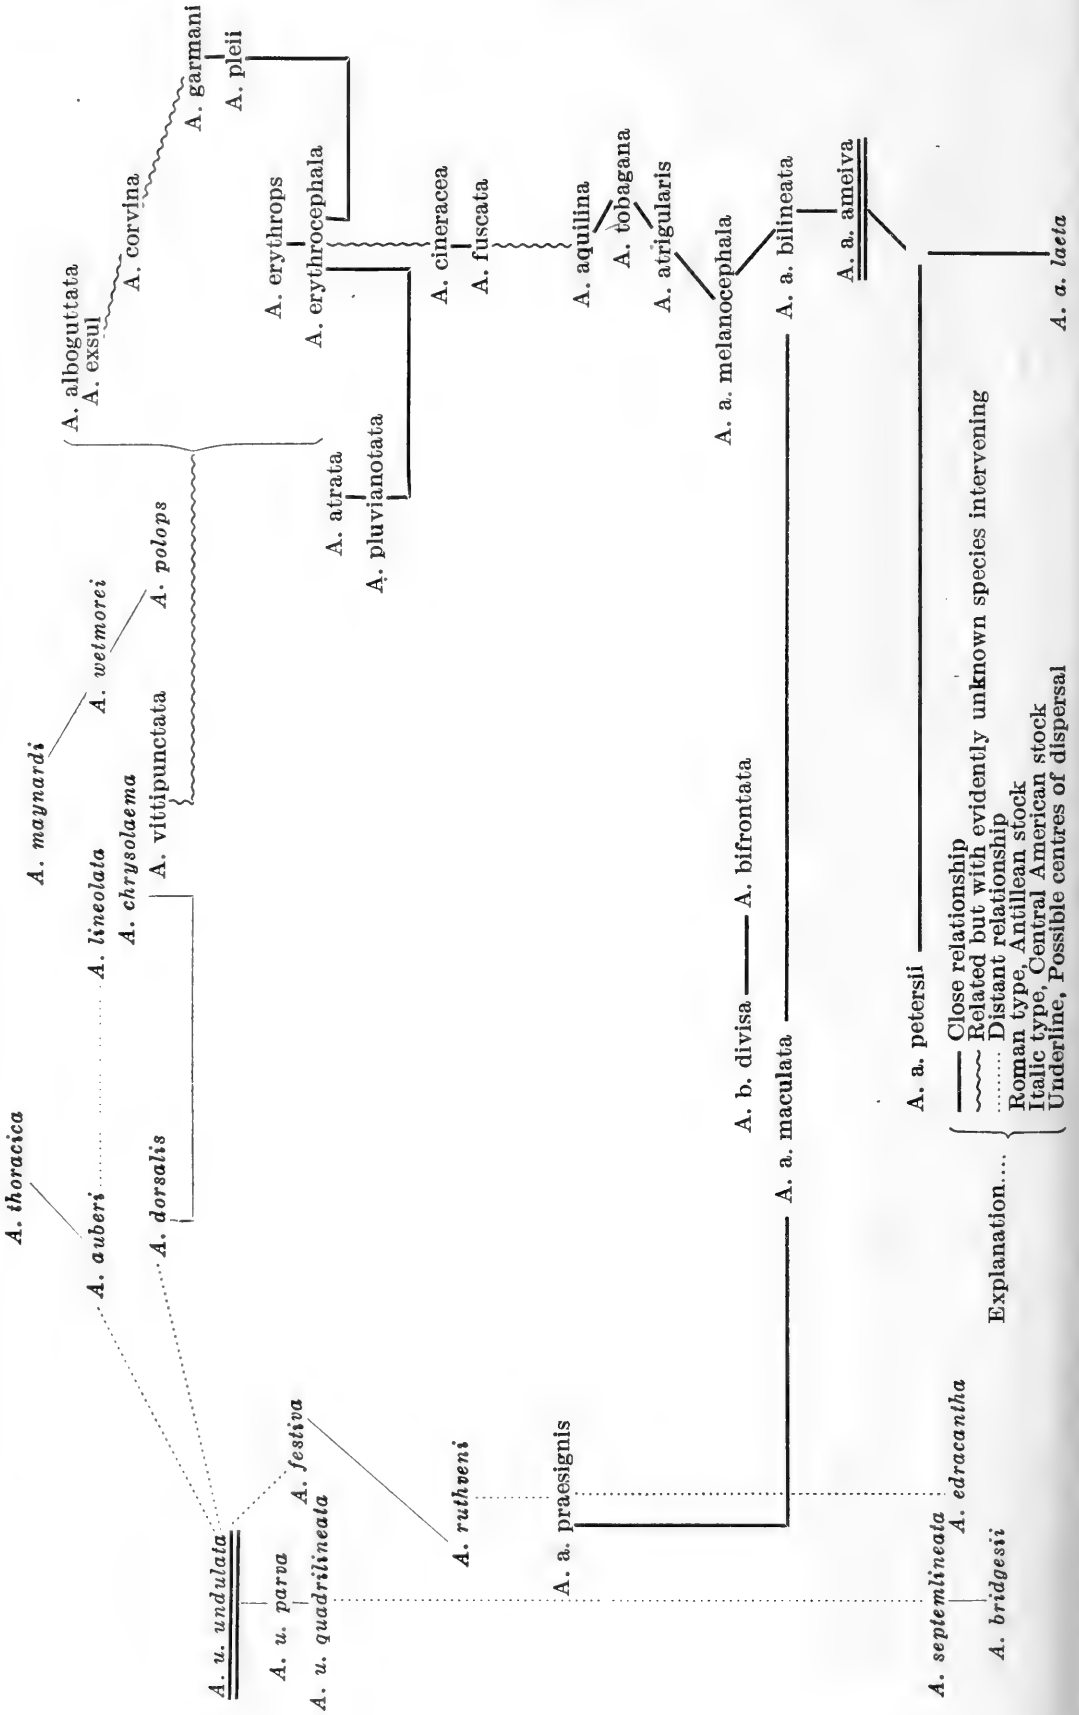 A. thoracica
A. maynardi
A. auberi
A. lineolata
A. wetmorei
A. alboguttata
A. exsul
A. dorsalis
A. chrysolaema
A. vittipunctata
A. polops
A. corvina
A. garmani
A. pleii
A. u. undulata
A. festiva
A. u. parva
A. u. quadrilineata
A. erythrops
A. erythrocephala
A. atrata
A. pluvianotata
A. cineracea
A. fuscata
A. ruthveni
A. a. praesignis
A. aquilina
A. tobagana
A. atrigularis
A. a. melanocephala
A. b. divisa
A. bifrontata
A. a. maculata
A. a. bilineata
A. a. ameiva
A. a. petersii
A. septemlineata
A. edracantha
A. bridgesii
A. a. laeta
Explanation....
Close relationship
Related but with evidently unknown species intervening
Distant relationship
Roman type, Antillean stock
Italic type, Central American stock
Underline, Possible centres of dispersal